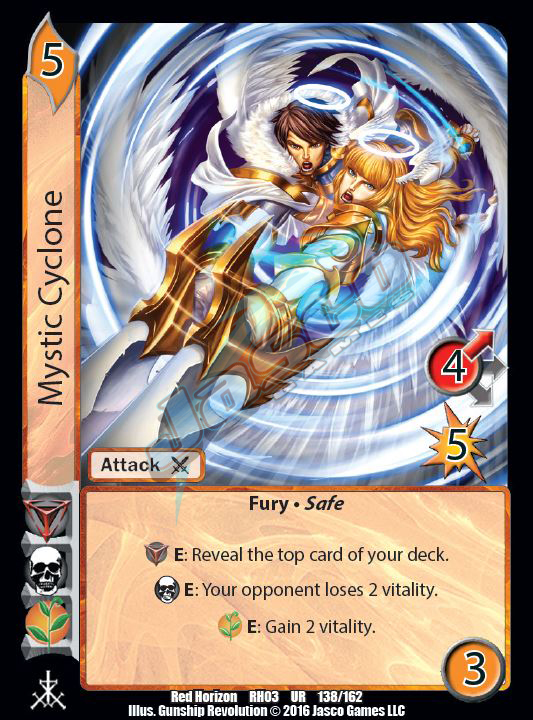 5
Mystic Cyclone
4
5
Attack
Fury • Safe
E: Reveal the top card of your deck.
E: Your opponent loses 2 vitality.
E: Gain 2 vitality.
3
Red Horizon RH03 UR 138/162
Illus. Gunship Revolution © 2016 Jasco Games LLC